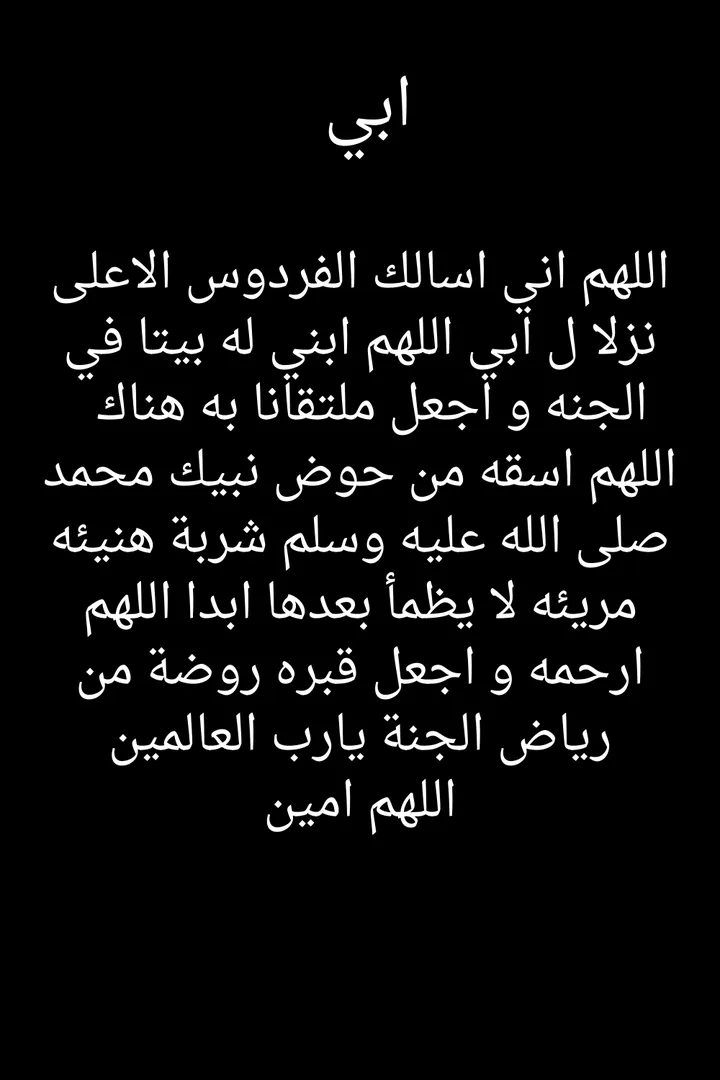 ابي
اللهم اني اسالك الفردوس الاعلى
نزلا ل ابي اللهم ابني له بيتا في
الجنه و اجعل ملتقانا به هناك
اللهم اسقه من حوض نبيك محمد
صلى الله عليه وسلم شربة هنيئه
مريئه لا يظمأ بعدها ابدا اللهم
ارحمه و اجعل قبره روضة من
رياض الجنة يارب العالمين
اللهم امين